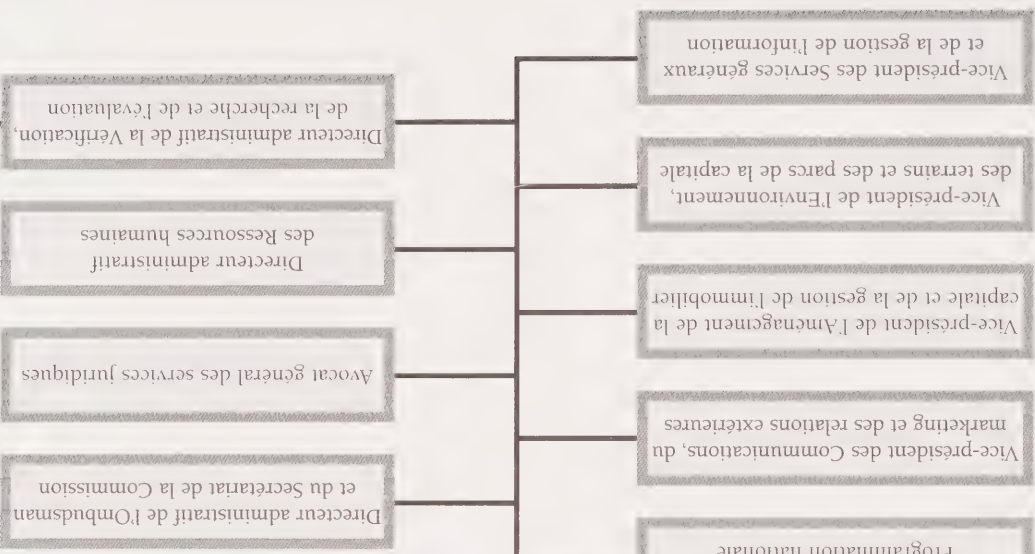 Programmation nationale
Vice-président des Communications, du
marketing et des relations extérieures
Vice-président de l'Aménagement de la
capitale et de la gestion de l'immobilier
Vice-président de l'Environnement,
des terrains et des parcs de la capitale
Vice-président des Services généraux
et de la gestion de l'information
Directeur administratif de l'Ombudsman
et du Secrétariat de la Commission
Avocat général des services juridiques
Directeur administratif
des Ressources humaines
Directeur administratif de la Vérification,
de la recherche et de l'évaluation